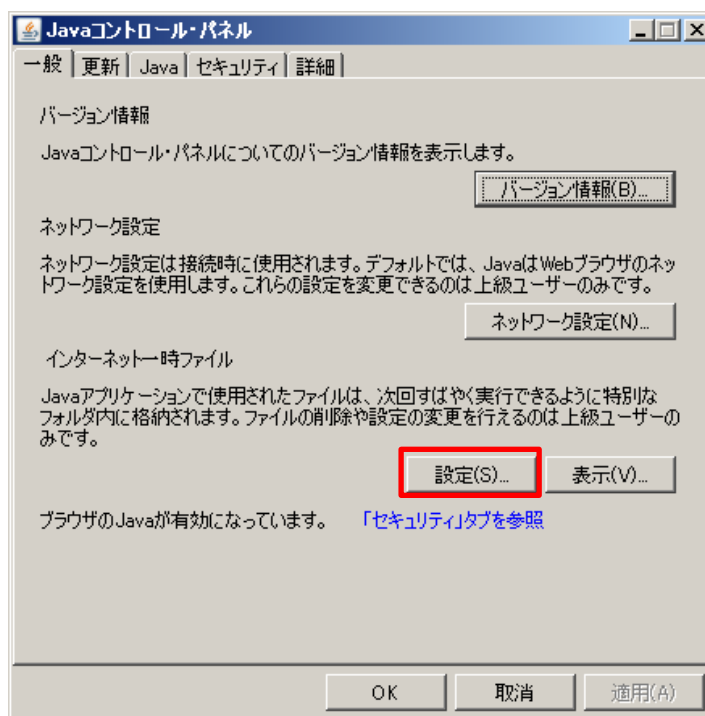 Javaコントロール・パネル
一般 更新 Java セキュリティ 詳細
バージョン情報
Javaコントロール・パネルについてのバージョン情報を表示します。
バージョン情報(B)...
ネットワーク設定
ネットワーク設定は接続時に使用されます。デフォルトでは、JavaはWebブラウザのネッ
トワーク設定を使用します。これらの設定を変更できるのは上級ユーザーのみです。
ネットワーク設定(N)...
インターネット一時ファイル
Javaアプリケーションで使用されたファイルは、次回すばやく実行できるように特別な
フォルダ内に格納されます。ファイルの削除や設定の変更を行えるのは上級ユーザーの
みです。
設定(S)... 表示(V)...
ブラウザのJavaが有効になっています。 「セキュリティ」タブを参照
OK 取消 適用(A)